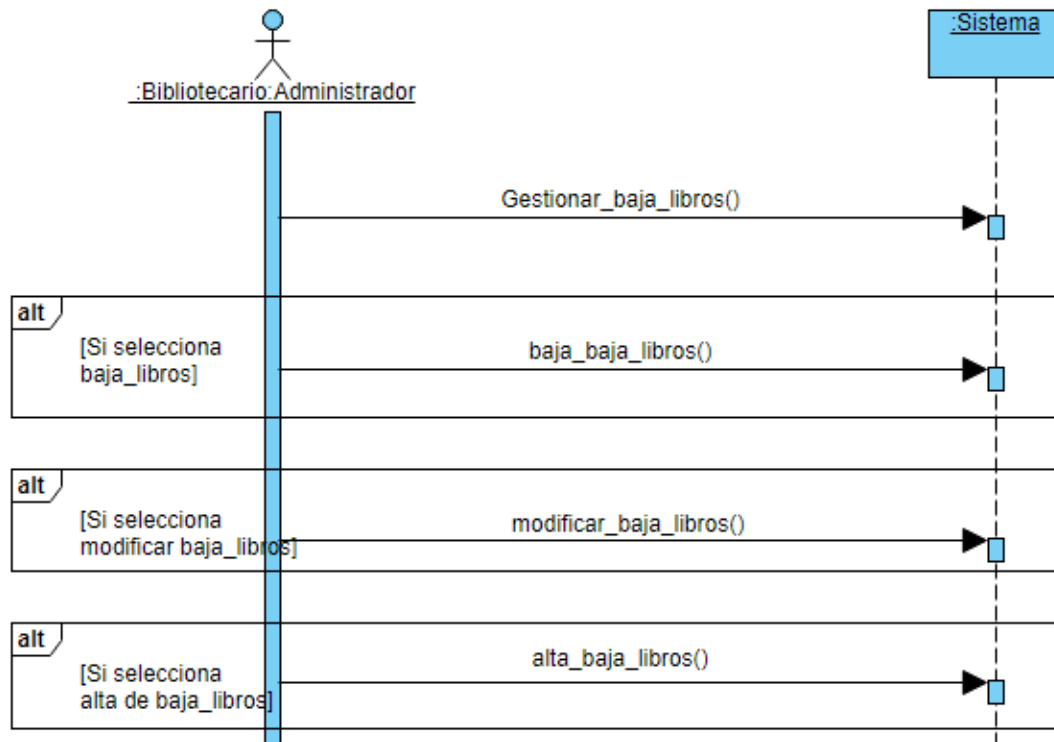 :Sistema
:Bibliotecario:Administrador
Gestionar_baja_libros()
alt
[Si selecciona
baja_libros]
baja_baja_libros()
alt
[Si selecciona
modificar baja_libros]
modificar_baja_libros()
alt
[Si selecciona
alta de baja_libros]
alta_baja_libros()